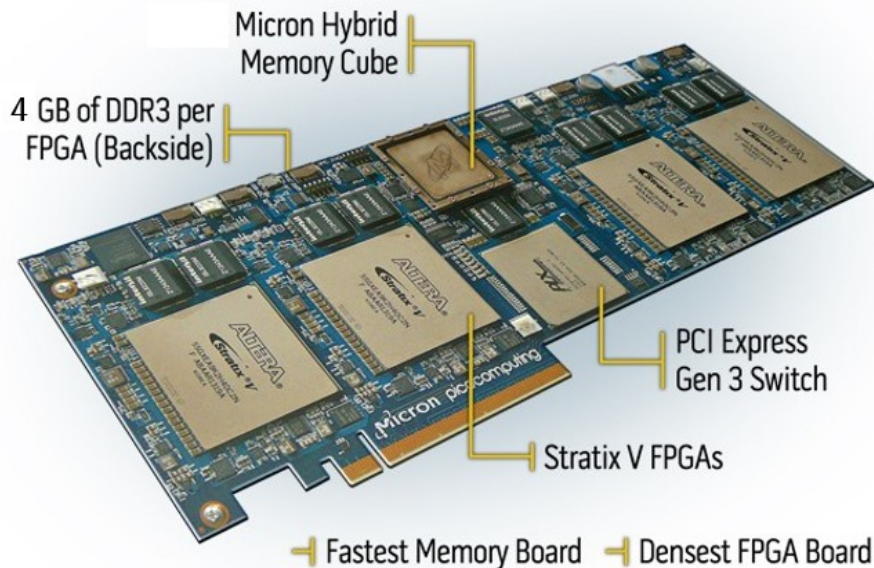 Micron Hybrid
Memory Cube
4 GB of DDR3 per
FPGA (Backside)
ALTERA®
Stratix® V
ALTERA®
Stratix® V
ALTERA®
Stratix® V
ALTERA
Stratix V
PLX
PCI Express
Gen 3 Switch
Micron picocomputing
Stratix V FPGAs
Fastest Memory Board
Densest FPGA Board